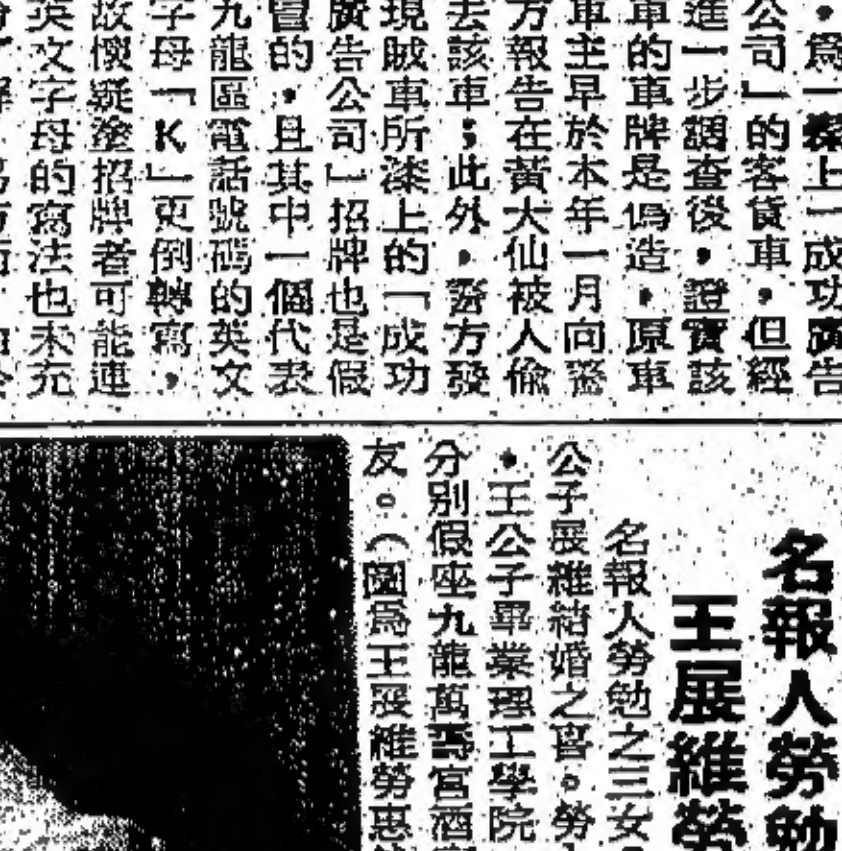 。爲一漆上一成功廣告
公司」的客貨車，但經
進一步調查後，證實該
車的車牌是僞造，原車
車主早於本年一月向警
方報告在黃大仙被人偷
去該車；此外，警方發
現賊車所漆上的「成功
廣告公司」招牌也是假
冒的，且其中一個代表
九龍區電話號碼的英文
字母「K」更倒轉寫，
故懷疑塗招牌者可能連
英文字母的寫法也未充
名報人勞勉
王展維勞
名報人勞勉之三女
公子展維結婚之喜。勞
，王公子畢業理工學院
分別假座九龍萬壽宮酒
友。（圖爲王展維勞惠